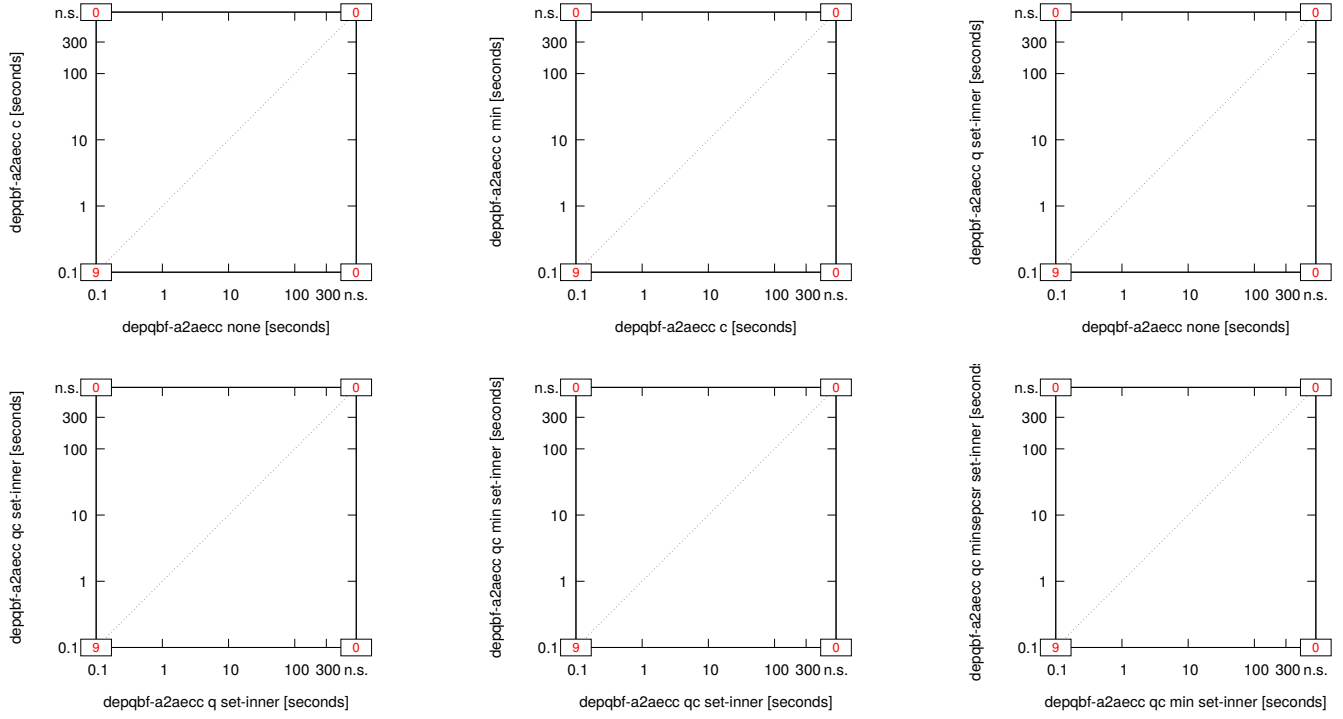 n.s. 0 0
300
100
10
1
0.1 9 0
0.1 1 10 100 300 n.s.
depqbf-a2aecc c [seconds]
depqbf-a2aecc none [seconds]
n.s. 0 0
300
100
10
1
0.1 9 0
0.1 1 10 100 300 n.s.
depqbf-a2aecc c min [seconds]
depqbf-a2aecc c [seconds]
n.s. 0 0
300
100
10
1
0.1 9 0
0.1 1 10 100 300 n.s.
depqbf-a2aecc q set-inner [seconds]
depqbf-a2aecc none [seconds]
n.s. 0 0
300
100
10
1
0.1 9 0
0.1 1 10 100 300 n.s.
depqbf-a2aecc qc set-inner [seconds]
depqbf-a2aecc q set-inner [seconds]
n.s. 0 0
300
100
10
1
0.1 9 0
0.1 1 10 100 300 n.s.
depqbf-a2aecc qc min set-inner [seconds]
depqbf-a2aecc qc set-inner [seconds]
n.s. 0 0
300
100
10
1
0.1 9 0
0.1 1 10 100 300 n.s.
depqbf-a2aecc qc minsepcsr set-inner [second
depqbf-a2aecc qc min set-inner [seconds]